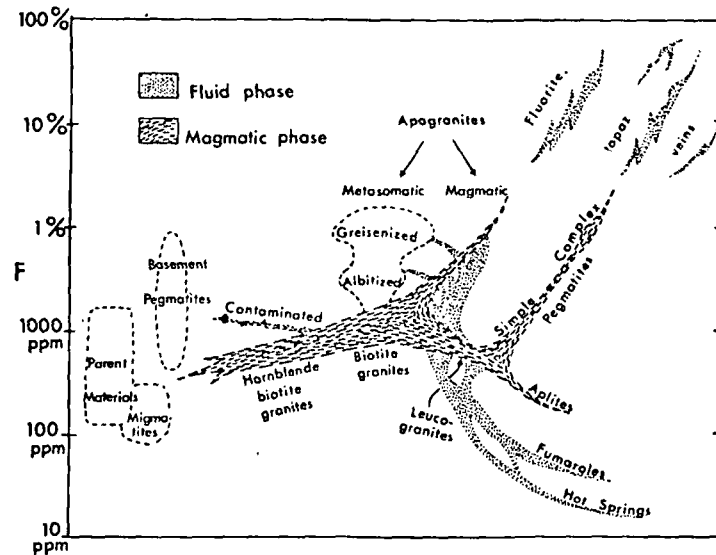 100%
10%
1%
F
1000
ppm
100
ppm
10
ppm
Fluid phase
Magmatic phase
Apagranites
Metasomatic
Magmatic
Greisenized
Albitized
Fluorite
topaz
veins
Basement
Pegmatites
Contaminated
Parent
Materials
Migma-
tites
Hornblende
biotite
granites
Biotite
granites
Leuco-
granites
Simple
Complex
Pegmatites
Aplites
Fumaroles
Hot Springs